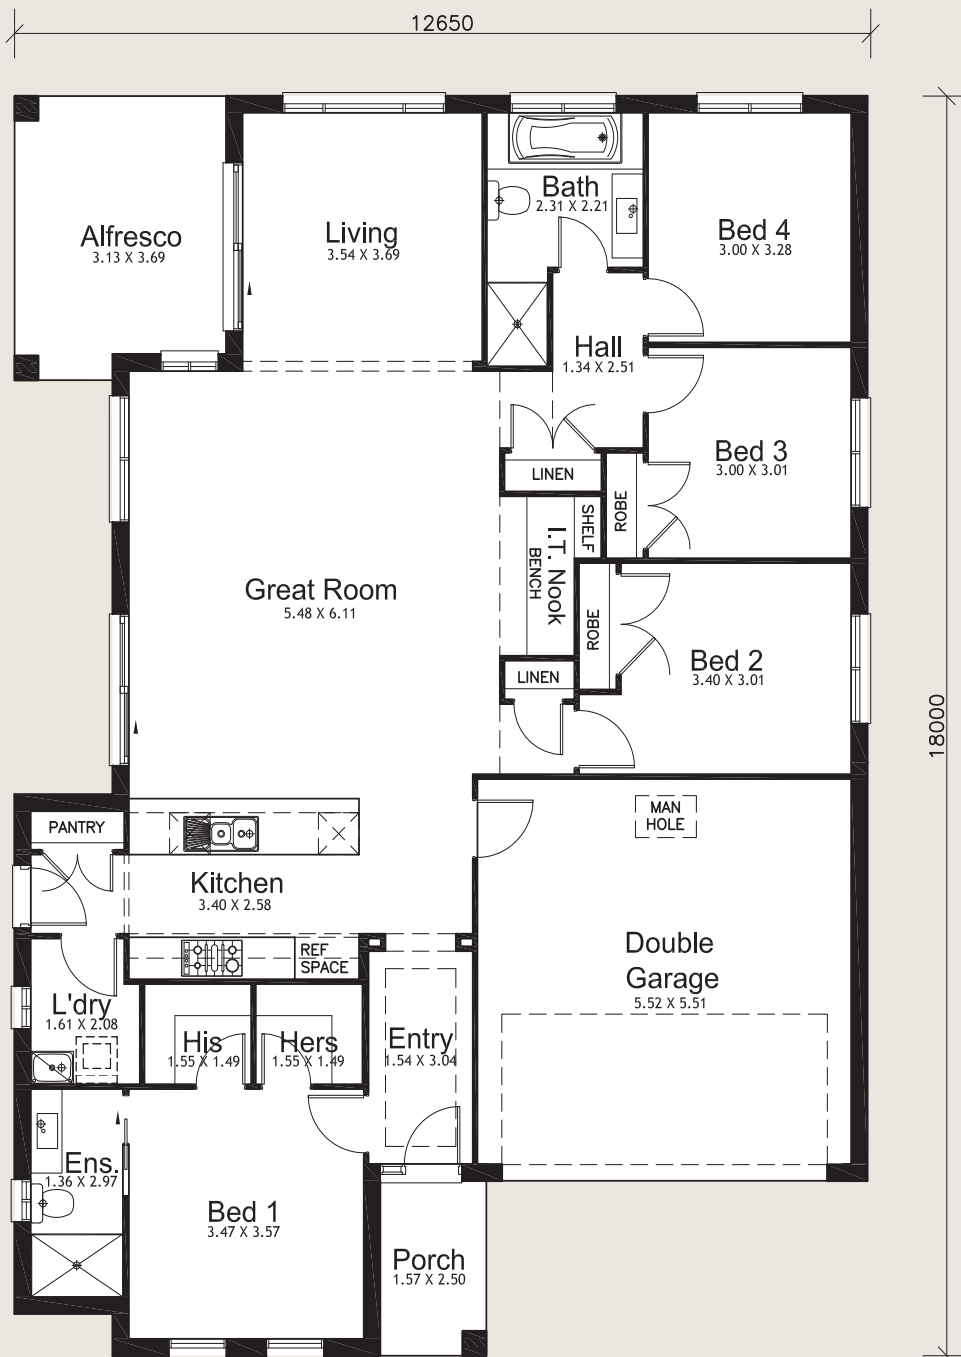 12650
Alfresco
3.13 X 3.69
Living
3.54 X 3.69
Bath
2.31 X 2.21
Bed 4
3.00 X 3.28
Hall
1.34 X 2.51
Bed 3
3.00 X 3.01
LINEN
ROBE
SHELF
I.T. Nook
BENCH
Great Room
5.48 X 6.11
ROBE
Bed 2
3.40 X 3.01
LINEN
18000
PANTRY
MAN
HOLE
Kitchen
3.40 X 2.58
REF
SPACE
Double
Garage
5.52 X 5.51
L'dry
1.61 X 2.08
His
1.55 X 1.49
Hers
1.55 X 1.49
Entry
1.54 X 3.04
Ens.
1.36 X 2.97
Bed 1
3.47 X 3.57
Porch
1.57 X 2.50